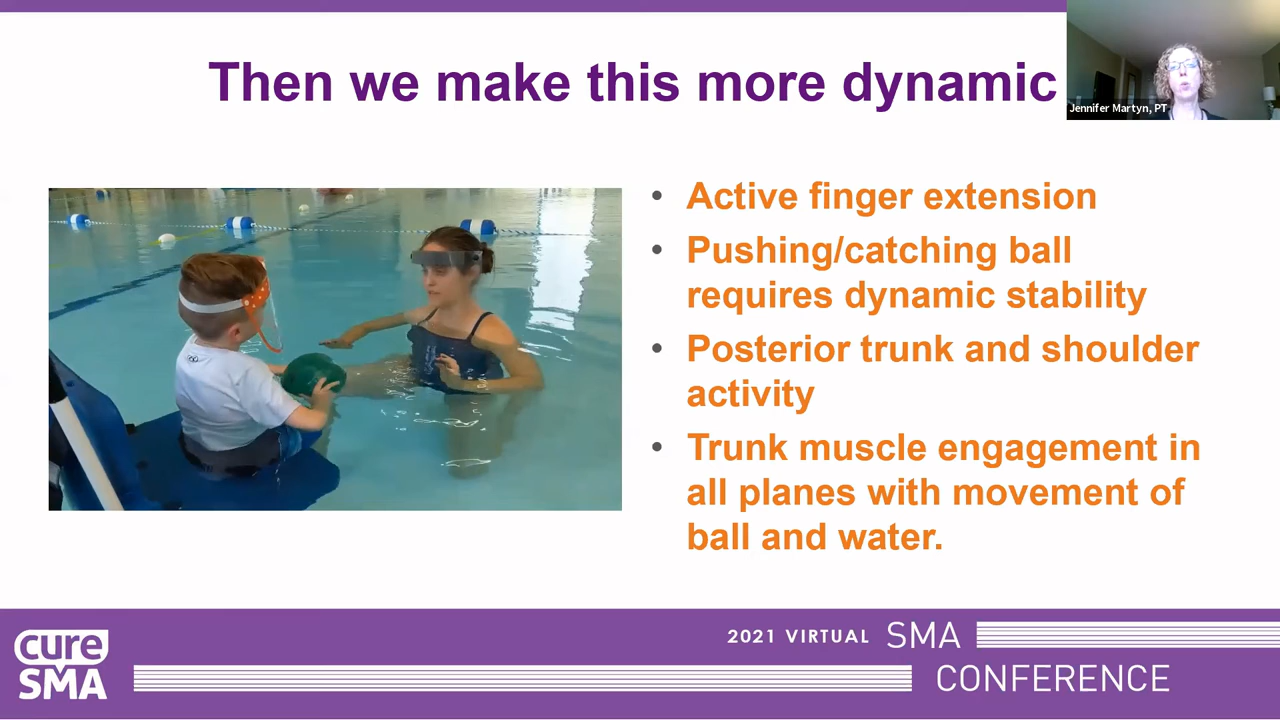 Then we make this more dynamic
Jennifer Martyn, PT
• Active finger extension
• Pushing/catching ball
requires dynamic stability
• Posterior trunk and shoulder
activity
• Trunk muscle engagement in
all planes with movement of
ball and water.
cure
SMA
2021 VIRTUAL SMA
CONFERENCE